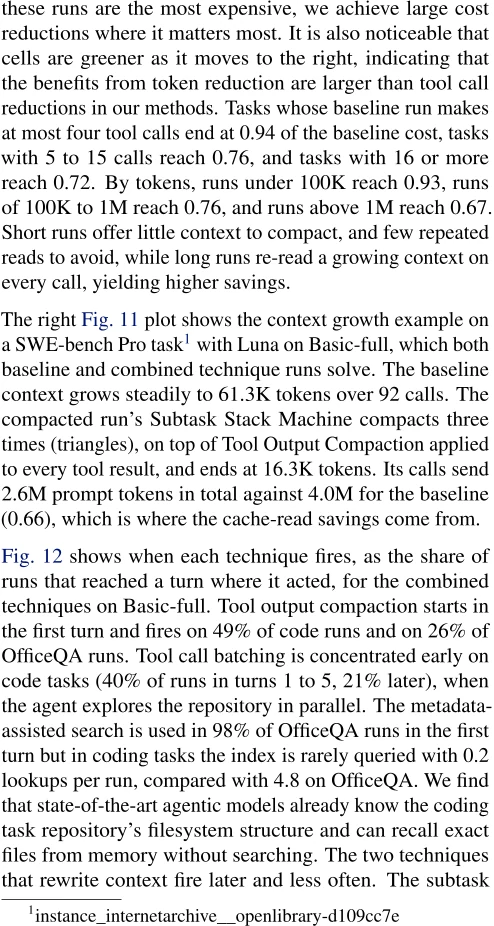 these runs are the most expensive, we achieve large cost
reductions where it matters most. It is also noticeable that
cells are greener as it moves to the right, indicating that
the benefits from token reduction are larger than tool call
reductions in our methods. Tasks whose baseline run makes
at most four tool calls end at 0.94 of the baseline cost, tasks
with 5 to 15 calls reach 0.76, and tasks with 16 or more
reach 0.72. By tokens, runs under 100K reach 0.93, runs
of 100K to 1M reach 0.76, and runs above 1M reach 0.67.
Short runs offer little context to compact, and few repeated
reads to avoid, while long runs re-read a growing context on
every call, yielding higher savings.
The right Fig. 11 plot shows the context growth example on
a SWE-bench Pro task1 with Luna on Basic-full, which both
baseline and combined technique runs solve. The baseline
context grows steadily to 61.3K tokens over 92 calls. The
compacted run's Subtask Stack Machine compacts three
times (triangles), on top of Tool Output Compaction applied
to every tool result, and ends at 16.3K tokens. Its calls send
2.6M prompt tokens in total against 4.0M for the baseline
(0.66), which is where the cache-read savings come from.
Fig. 12 shows when each technique fires, as the share of
runs that reached a turn where it acted, for the combined
techniques on Basic-full. Tool output compaction starts in
the first turn and fires on 49% of code runs and on 26% of
OfficeQA runs. Tool call batching is concentrated early on
code tasks (40% of runs in turns 1 to 5, 21% later), when
the agent explores the repository in parallel. The metadata-
assisted search is used in 98% of OfficeQA runs in the first
turn but in coding tasks the index is rarely queried with 0.2
lookups per run, compared with 4.8 on OfficeQA. We find
that state-of-the-art agentic models already know the coding
task repository's filesystem structure and can recall exact
files from memory without searching. The two techniques
that rewrite context fire later and less often. The subtask
1instance_internetarchive__openlibrary-d109cc7e